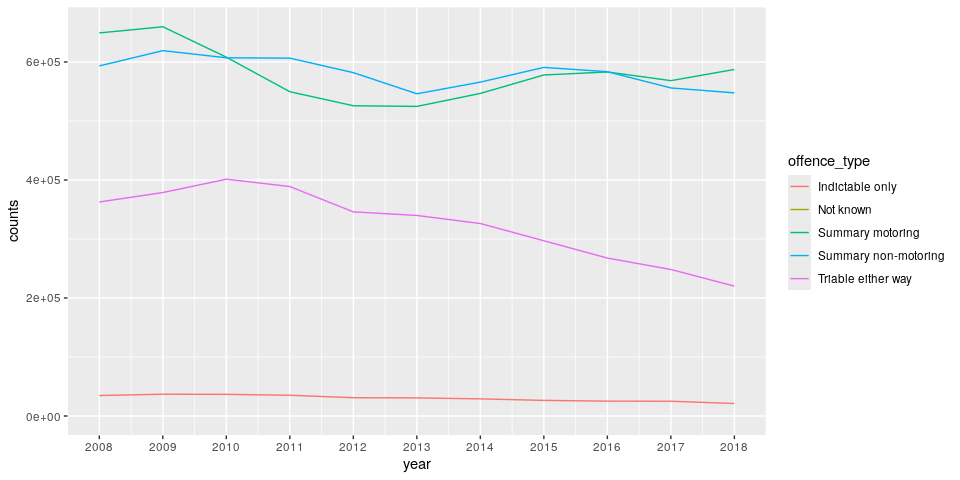 6e+05
4e+05
2e+05
0e+00
counts
2008 2009 2010 2011 2012 2013 2014 2015 2016 2017 2018
year
offence_type
Indictable only
Not known
Summary motoring
Summary non-motoring
Triable either way